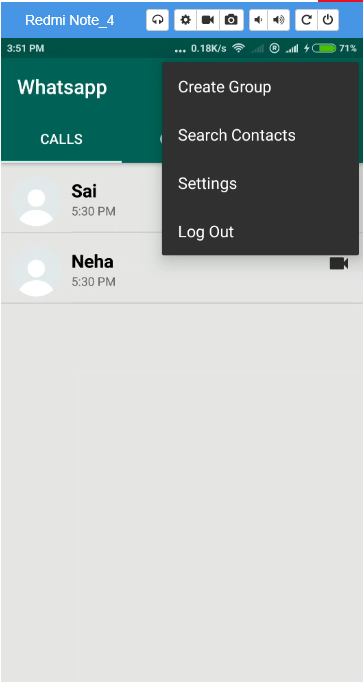 Redmi Note_4
3:51 PM ... 0.18K/s R 71%
Whatsapp
Create Group
CALLS
Search Contacts
Settings
Sai
5:30 PM
Log Out
Neha
5:30 PM